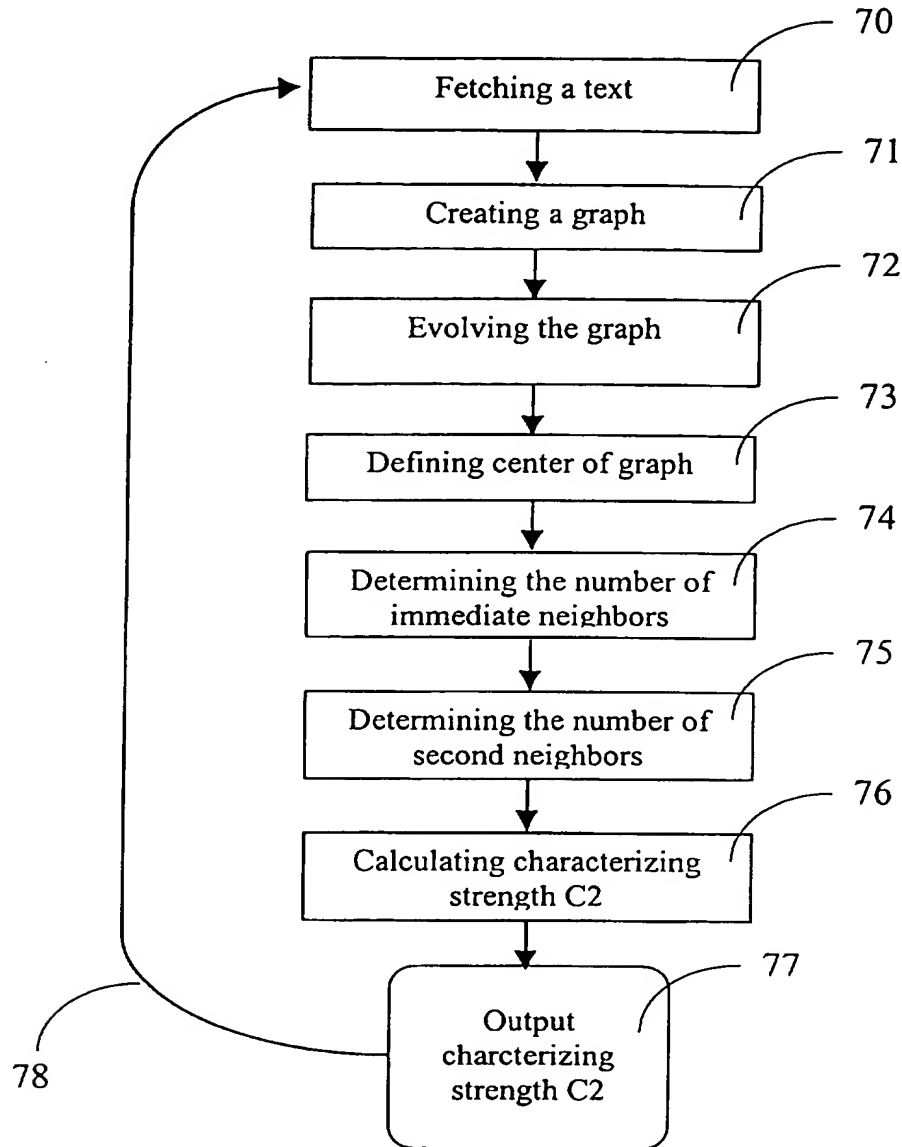 70
Fetching a text
71
Creating a graph
72
Evolving the graph
73
Defining center of graph
74
Determining the number of
immediate neighbors
75
Determining the number of
second neighbors
76
Calculating characterizing
strength C2
77
Output
charcterizing
strength C2
78